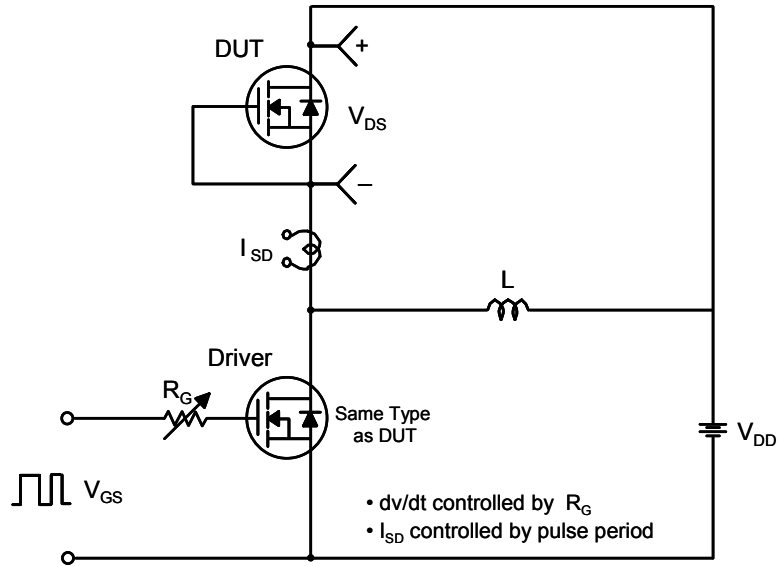 +
DUT
V_DS
–
I_SD
L
Driver
R_G
Same Type
as DUT
V_DD
V_GS
• dv/dt controlled by R_G
• I_SD controlled by pulse period